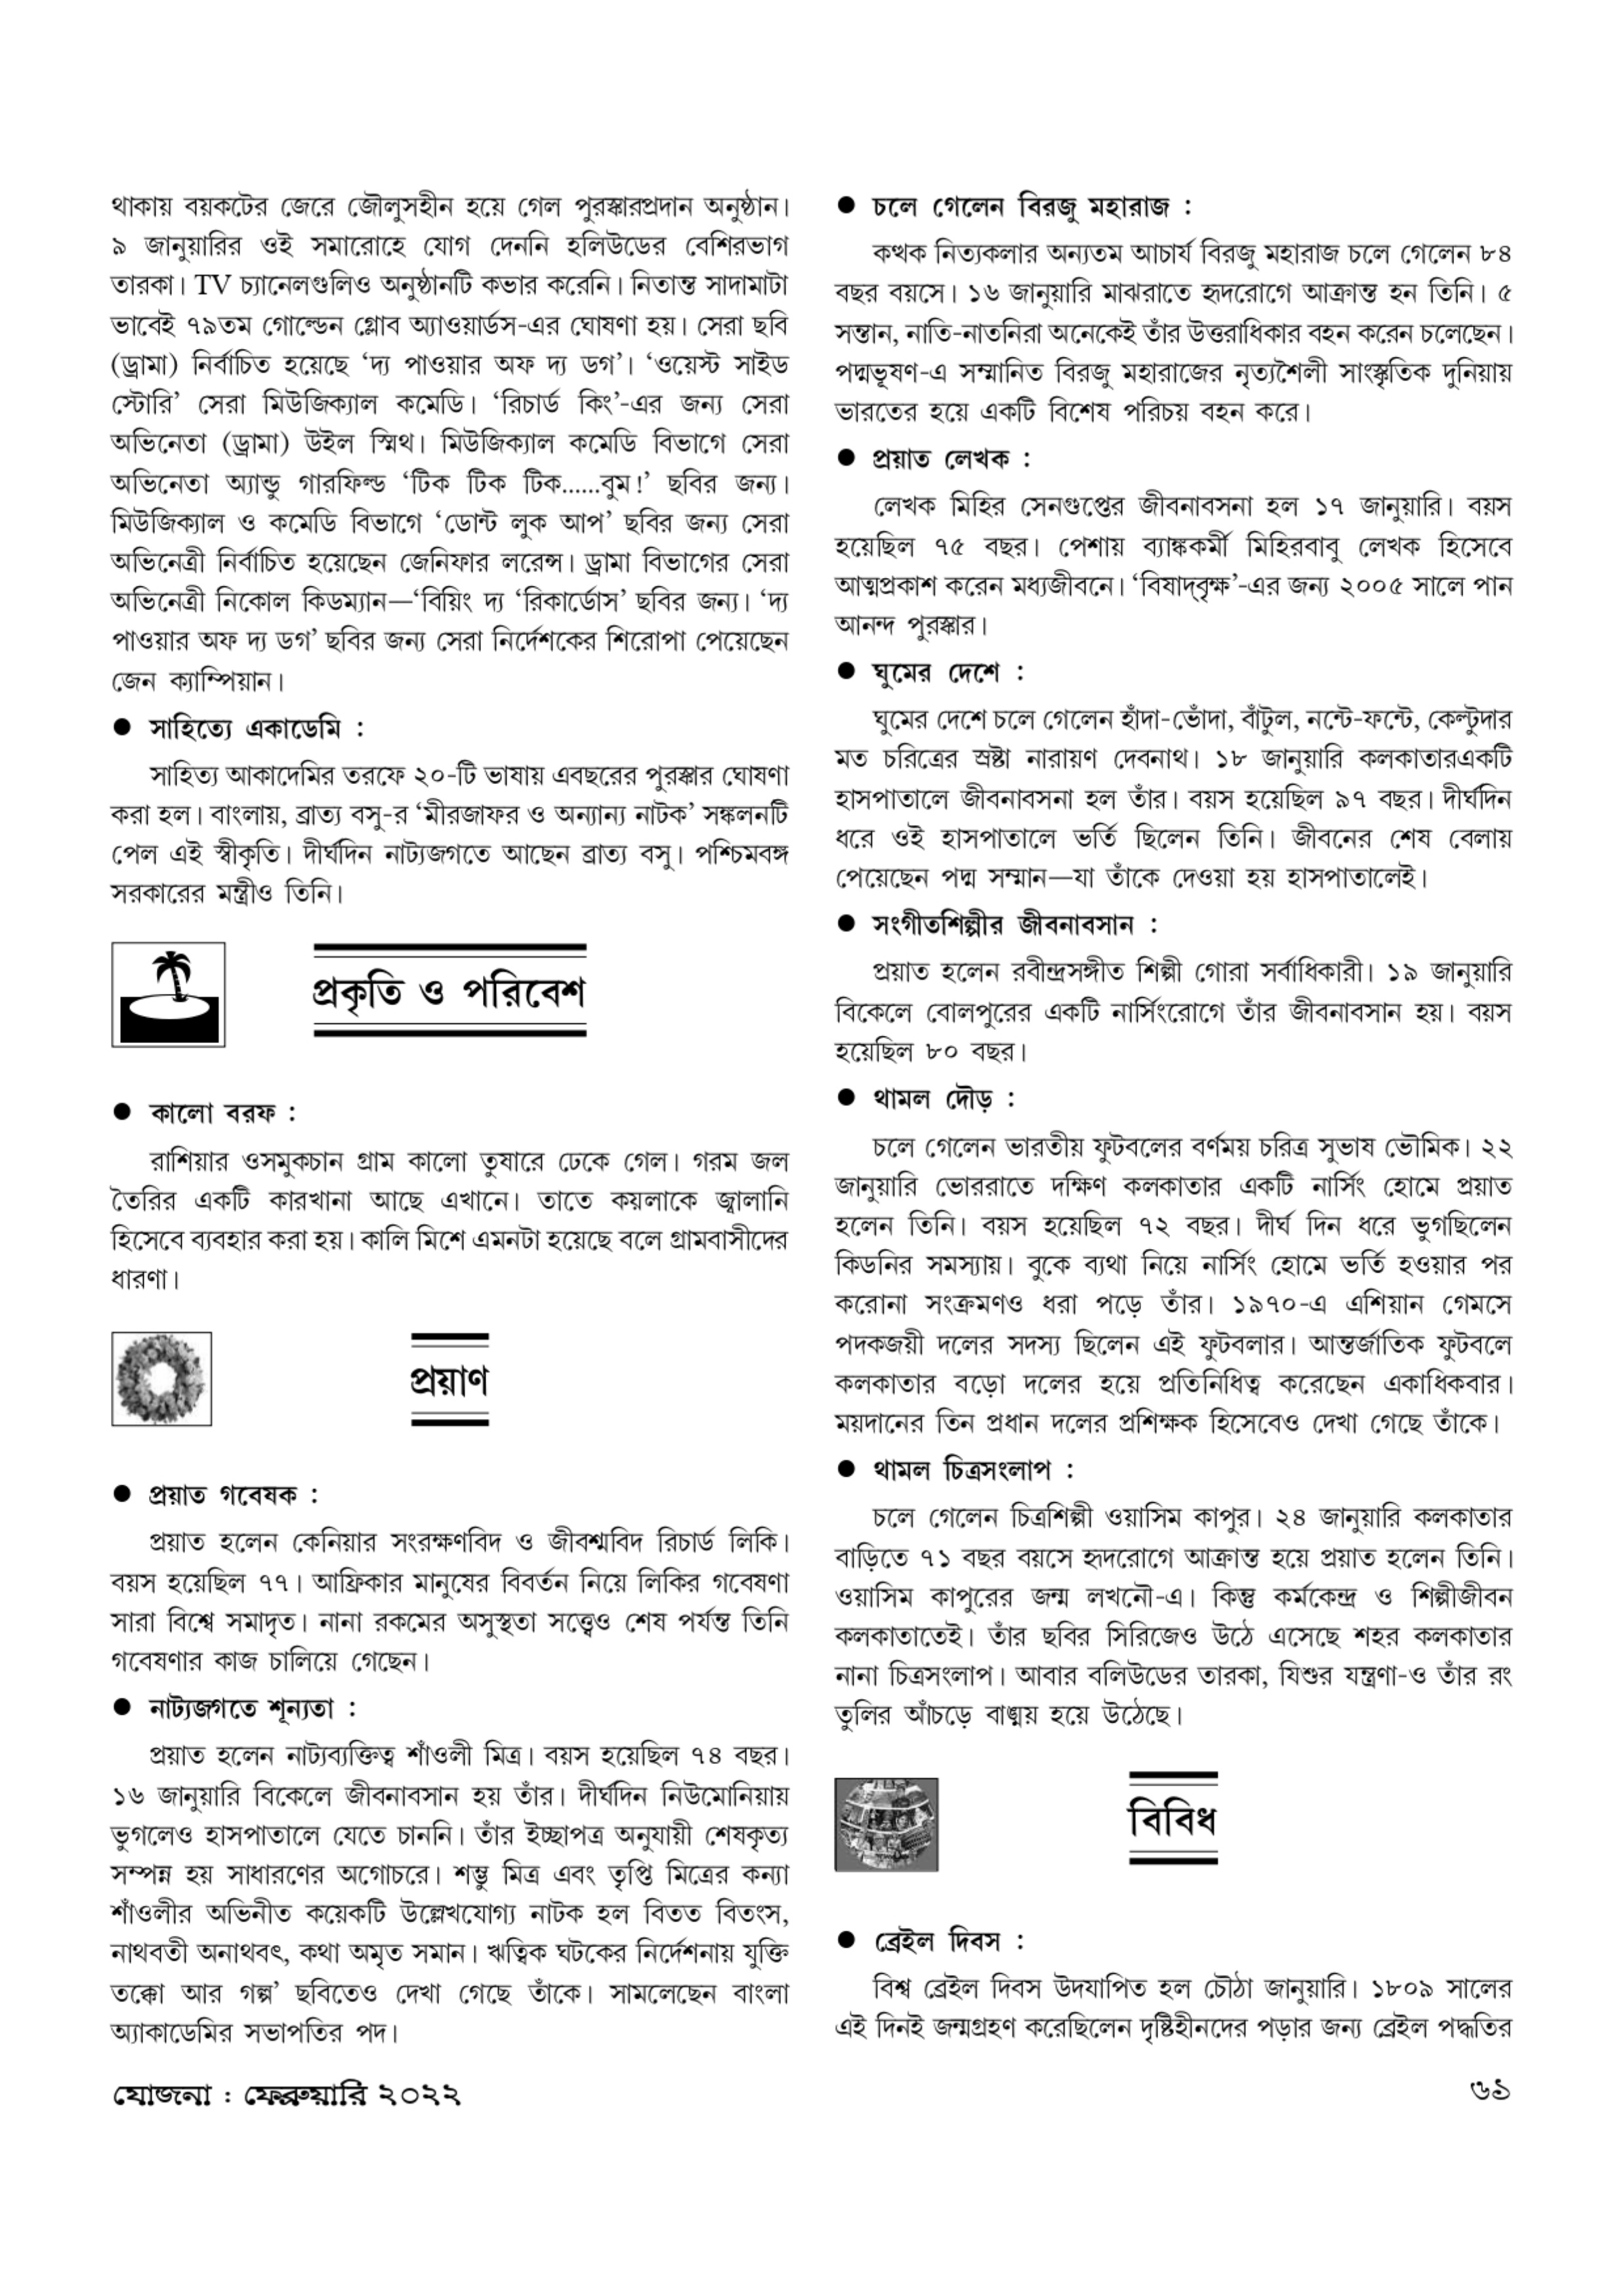 থাকায় বয়কটের জেরে জৌলুসহীন হয়ে গেল পুরস্কারপ্রদান অনুষ্ঠান।
৯ জানুয়ারির ওই সমারোহে যোগ দেননি হলিউডের বেশিরভাগ
তারকা। TV চ্যানেলগুলিও অনুষ্ঠানটি কভার করেনি। নিতান্ত সাদামাটা
ভাবেই ৭৯তম গোল্ডেন গ্লোব অ্যাওয়ার্ডস-এর ঘোষণা হয়। সেরা ছবি
(ড্রামা) নির্বাচিত হয়েছে ‘দ্য পাওয়ার অফ দ্য ডগ’। ‘ওয়েস্ট সাইড
স্টোরি’ সেরা মিউজিক্যাল কমেডি। ‘রিচার্ড কিং’-এর জন্য সেরা
অভিনেতা (ড্রামা) উইল স্মিথ। মিউজিক্যাল কমেডি বিভাগে সেরা
অভিনেতা অ্যান্ড্রু গারফিল্ড ‘টিক টিক টিক......বুম!’ ছবির জন্য।
মিউজিক্যাল ও কমেডি বিভাগে ‘ডোন্ট লুক আপ’ ছবির জন্য সেরা
অভিনেত্রী নির্বাচিত হয়েছেন জেনিফার লরেন্স। ড্রামা বিভাগের সেরা
অভিনেত্রী নিকোল কিডম্যান—‘বিয়িং দ্য ‘রিকার্ডোস’ ছবির জন্য। ‘দ্য
পাওয়ার অফ দ্য ডগ’ ছবির জন্য সেরা নির্দেশকের শিরোপা পেয়েছেন
জেন ক্যাম্পিয়ান।
● সাহিত্যে একাডেমি :
সাহিত্য আকাদেমির তরফে ২০-টি ভাষায় এবছরের পুরস্কার ঘোষণা
করা হল। বাংলায়, ব্রাত্য বসু-র ‘মীরজাফর ও অন্যান্য নাটক’ সঙ্কলনটি
পেল এই স্বীকৃতি। দীর্ঘদিন নাট্যজগতে আছেন ব্রাত্য বসু। পশ্চিমবঙ্গ
সরকারের মন্ত্রীও তিনি।
প্রকৃতি ও পরিবেশ
● কালো বরফ :
রাশিয়ার ওসমুকচান গ্রাম কালো তুষারে ঢেকে গেল। গরম জল
তৈরির একটি কারখানা আছে এখানে। তাতে কয়লাকে জ্বালানি
হিসেবে ব্যবহার করা হয়। কালি মিশে এমনটা হয়েছে বলে গ্রামবাসীদের
ধারণা।
প্রয়াণ
● প্রয়াত গবেষক :
প্রয়াত হলেন কেনিয়ার সংরক্ষণবিদ ও জীবশ্মবিদ রিচার্ড লিকি।
বয়স হয়েছিল ৭৭। আফ্রিকার মানুষের বিবর্তন নিয়ে লিকির গবেষণা
সারা বিশ্বে সমাদৃত। নানা রকমের অসুস্থতা সত্ত্বেও শেষ পর্যন্ত তিনি
গবেষণার কাজ চালিয়ে গেছেন।
● নাট্যজগতে শূন্যতা :
প্রয়াত হলেন নাট্যব্যক্তিত্ব শাঁওলী মিত্র। বয়স হয়েছিল ৭৪ বছর।
১৬ জানুয়ারি বিকেলে জীবনাবসান হয় তাঁর। দীর্ঘদিন নিউমোনিয়ায়
ভুগলেও হাসপাতালে যেতে চাননি। তাঁর ইচ্ছাপত্র অনুযায়ী শেষকৃত্য
সম্পন্ন হয় সাধারণের অগোচরে। শম্ভু মিত্র এবং তৃপ্তি মিত্রের কন্যা
শাঁওলীর অভিনীত কয়েকটি উল্লেখযোগ্য নাটক হল বিতত বিতংস,
নাথবতী অনাথবৎ, কথা অমৃত সমান। ঋত্বিক ঘটকের নির্দেশনায় যুক্তি
তক্কো আর গল্প’ ছবিতেও দেখা গেছে তাঁকে। সামলেছেন বাংলা
অ্যাকাডেমির সভাপতির পদ।
● চলে গেলেন বিরজু মহারাজ :
কত্থক নিত্যকলার অন্যতম আচার্য বিরজু মহারাজ চলে গেলেন ৮৪
বছর বয়সে। ১৬ জানুয়ারি মাঝরাতে হৃদরোগে আক্রান্ত হন তিনি। ৫
সন্তান, নাতি-নাতনিরা অনেকেই তাঁর উত্তরাধিকার বহন করেন চলেছেন।
পদ্মভূষণ-এ সম্মানিত বিরজু মহারাজের নৃত্যশৈলী সাংস্কৃতিক দুনিয়ায়
ভারতের হয়ে একটি বিশেষ পরিচয় বহন করে।
● প্রয়াত লেখক :
লেখক মিহির সেনগুপ্তের জীবনাবসনা হল ১৭ জানুয়ারি। বয়স
হয়েছিল ৭৫ বছর। পেশায় ব্যাঙ্ককর্মী মিহিরবাবু লেখক হিসেবে
আত্মপ্রকাশ করেন মধ্যজীবনে। ‘বিষাদ্‌বৃক্ষ’-এর জন্য ২০০৫ সালে পান
আনন্দ পুরস্কার।
● ঘুমের দেশে :
ঘুমের দেশে চলে গেলেন হাঁদা-ভোঁদা, বাঁটুল, নন্টে-ফন্টে, কেল্টুদার
মত চরিত্রের স্রষ্টা নারায়ণ দেবনাথ। ১৮ জানুয়ারি কলকাতারএকটি
হাসপাতালে জীবনাবসনা হল তাঁর। বয়স হয়েছিল ৯৭ বছর। দীর্ঘদিন
ধরে ওই হাসপাতালে ভর্তি ছিলেন তিনি। জীবনের শেষ বেলায়
পেয়েছেন পদ্ম সম্মান—যা তাঁকে দেওয়া হয় হাসপাতালেই।
● সংগীতশিল্পীর জীবনাবসান :
প্রয়াত হলেন রবীন্দ্রসঙ্গীত শিল্পী গোরা সর্বাধিকারী। ১৯ জানুয়ারি
বিকেলে বোলপুরের একটি নার্সিংরোগে তাঁর জীবনাবসান হয়। বয়স
হয়েছিল ৮০ বছর।
● থামল দৌড় :
চলে গেলেন ভারতীয় ফুটবলের বর্ণময় চরিত্র সুভাষ ভৌমিক। ২২
জানুয়ারি ভোররাতে দক্ষিণ কলকাতার একটি নার্সিং হোমে প্রয়াত
হলেন তিনি। বয়স হয়েছিল ৭২ বছর। দীর্ঘ দিন ধরে ভুগছিলেন
কিডনির সমস্যায়। বুকে ব্যথা নিয়ে নার্সিং হোমে ভর্তি হওয়ার পর
করোনা সংক্রমণও ধরা পড়ে তাঁর। ১৯৭০-এ এশিয়ান গেমসে
পদকজয়ী দলের সদস্য ছিলেন এই ফুটবলার। আন্তর্জাতিক ফুটবলে
কলকাতার বড়ো দলের হয়ে প্রতিনিধিত্ব করেছেন একাধিকবার।
ময়দানের তিন প্রধান দলের প্রশিক্ষক হিসেবেও দেখা গেছে তাঁকে।
● থামল চিত্রসংলাপ :
চলে গেলেন চিত্রশিল্পী ওয়াসিম কাপুর। ২৪ জানুয়ারি কলকাতার
বাড়িতে ৭১ বছর বয়সে হৃদরোগে আক্রান্ত হয়ে প্রয়াত হলেন তিনি।
ওয়াসিম কাপুরের জন্ম লখনৌ-এ। কিন্তু কর্মকেন্দ্র ও শিল্পীজীবন
কলকাতাতেই। তাঁর ছবির সিরিজেও উঠে এসেছে শহর কলকাতার
নানা চিত্রসংলাপ। আবার বলিউডের তারকা, যিশুর যন্ত্রণা-ও তাঁর রং
তুলির আঁচড়ে বাঙ্ময় হয়ে উঠেছে।
বিবিধ
● ব্রেইল দিবস :
বিশ্ব ব্রেইল দিবস উদযাপিত হল চৌঠা জানুয়ারি। ১৮০৯ সালের
এই দিনই জন্মগ্রহণ করেছিলেন দৃষ্টিহীনদের পড়ার জন্য ব্রেইল পদ্ধতির
যোজনা : ফেব্রুয়ারি ২০২২
৬১